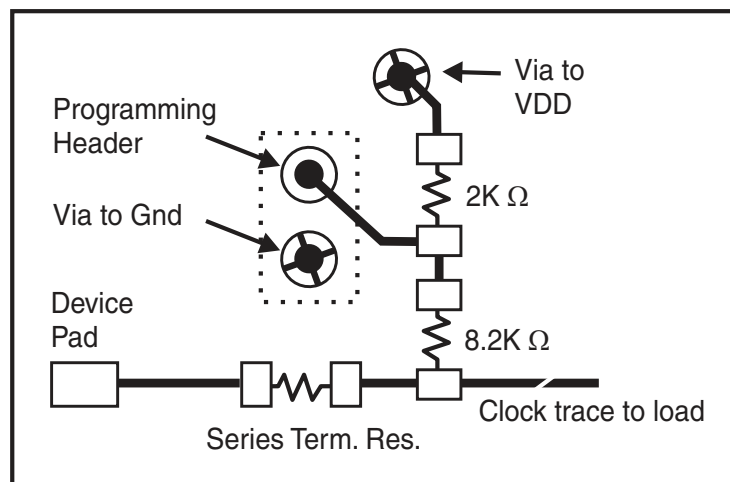 Via to
VDD
Programming
Header
2K Ω
Via to Gnd
Device
Pad
8.2K Ω
Clock trace to load
Series Term. Res.